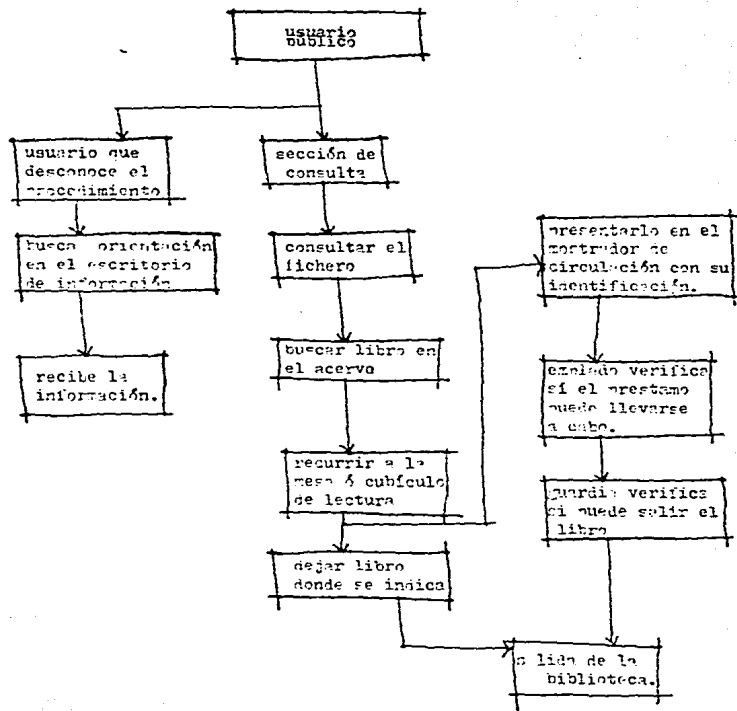 usuario
público
usuario que
desconoce el
procedimiento
busca orientación
en el escritorio
de información
recibe la
información.
sección de
consulta
consultar el
fichero
buscar libro en
el acervo
recurrir a la
mesa ó cubículo
de lectura
dejar libro
donde se indica
presentarlo en el
mostrador de
circulación con su
identificación.
empleado verifica
sí el prestamo
puede llevarse
a cabo.
guardia verifica
si puede salir el
libro
salida de la
biblioteca.